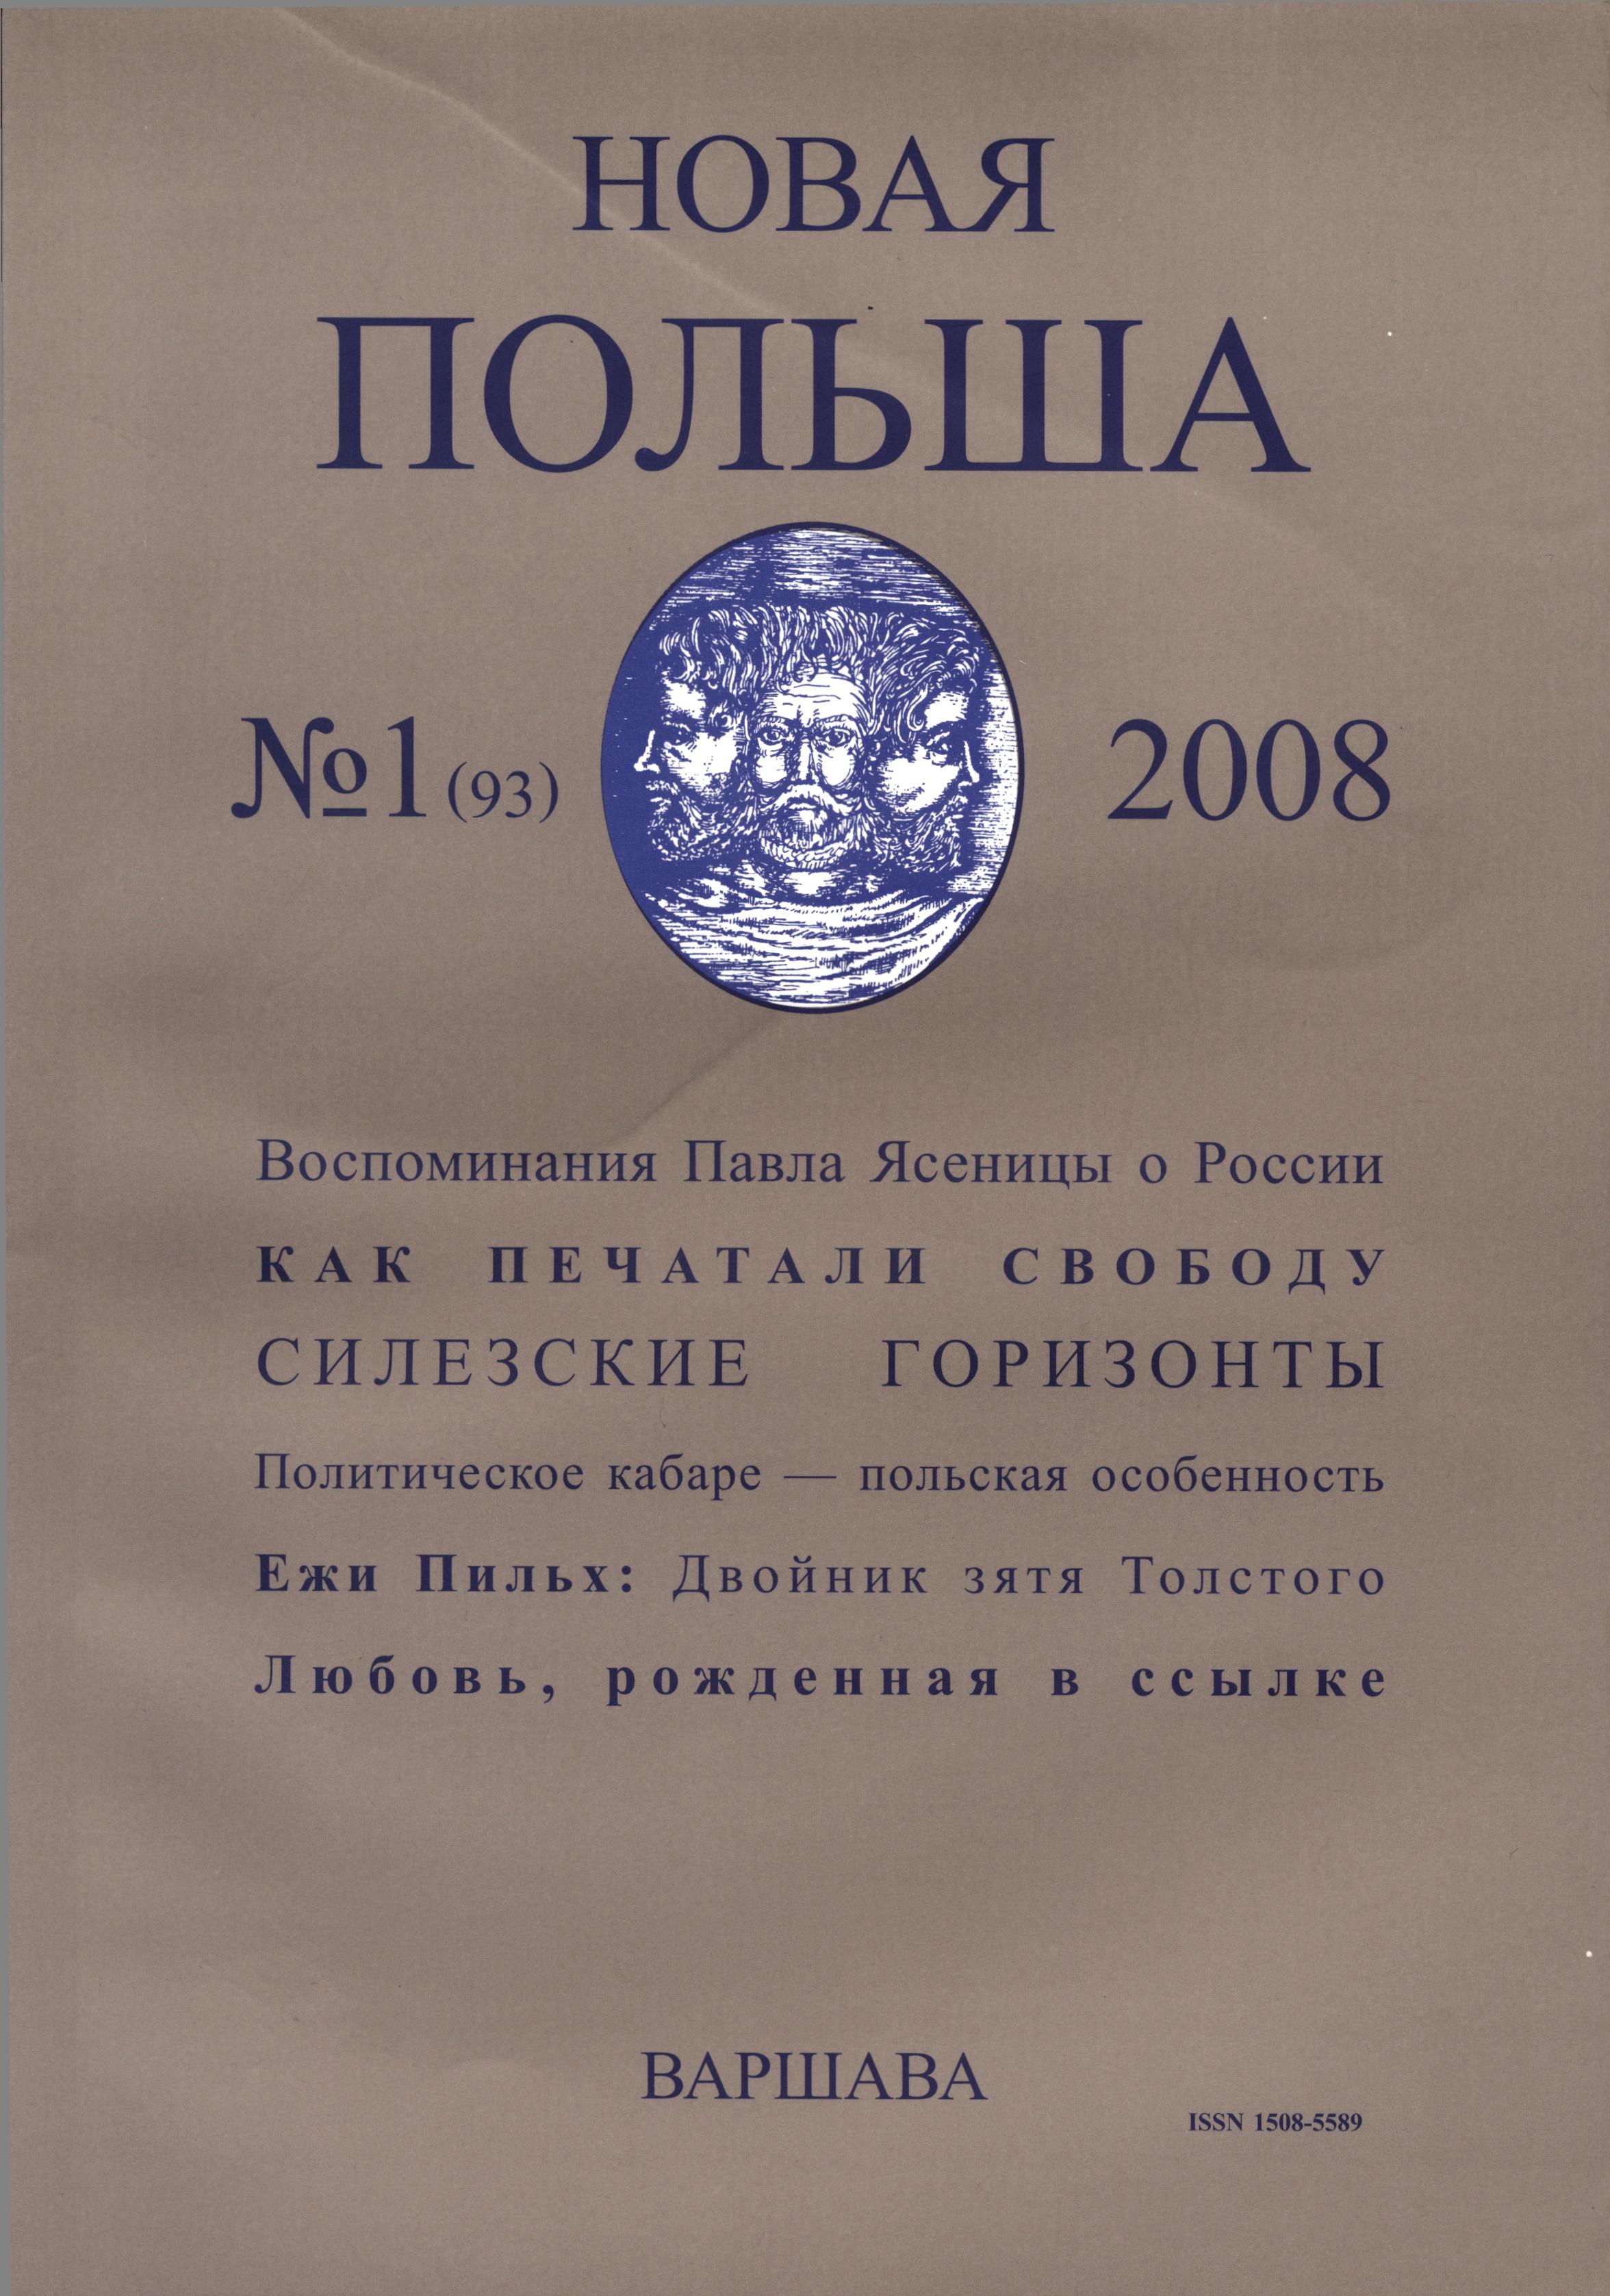 НОВАЯ
ПОЛЬША
№1 (93)
2008
Воспоминания Павла Ясеницы о России
КАК ПЕЧАТАЛИ СВОБОДУ
СИЛЕЗСКИЕ ГОРИЗОНТЫ
Политическое кабаре — польская особенность
Ежи Пильх: Двойник зятя Толстого
Любовь, рожденная в ссылке
ВАРШАВА
ISSN 1508-5589